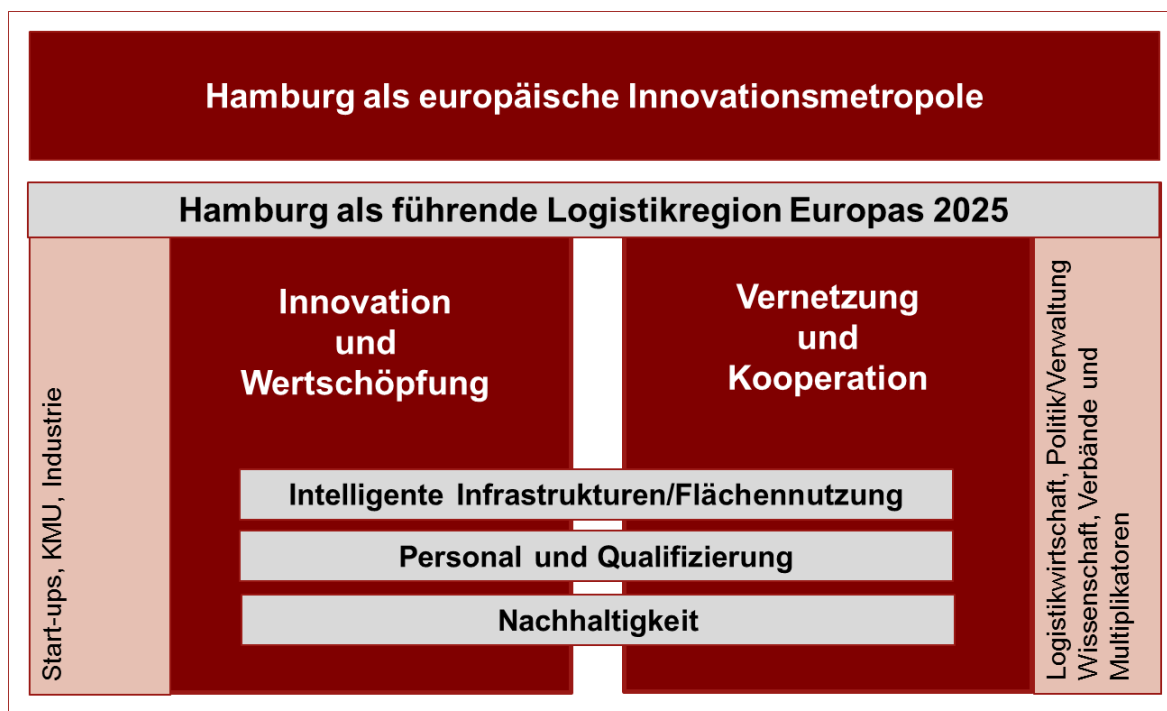 Hamburg als europäische Innovationsmetropole
Hamburg als führende Logistikregion Europas 2025
Start-ups, KMU, Industrie
Innovation
und
Wertschöpfung
Vernetzung
und
Kooperation
Intelligente Infrastrukturen/Flächennutzung
Personal und Qualifizierung
Nachhaltigkeit
Logistikwirtschaft, Politik/Verwaltung
Wissenschaft, Verbände und
Multiplikatoren